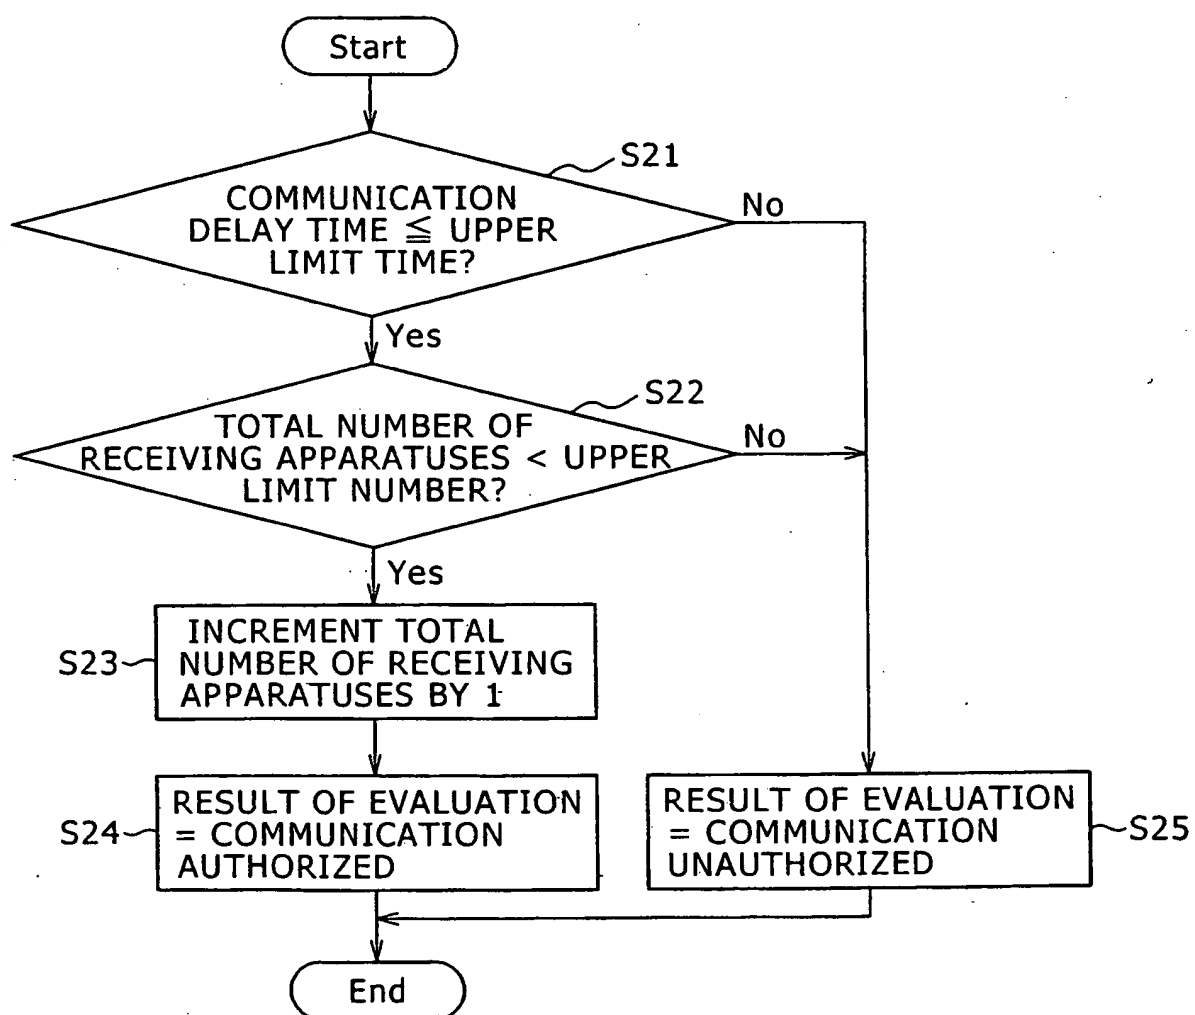 Start
S21
COMMUNICATION
DELAY TIME ≦ UPPER
LIMIT TIME?
No
Yes
S22
TOTAL NUMBER OF
RECEIVING APPARATUSES < UPPER
LIMIT NUMBER?
No
Yes
S23
INCREMENT TOTAL
NUMBER OF RECEIVING
APPARATUSES BY 1
S24
RESULT OF EVALUATION
= COMMUNICATION
AUTHORIZED
RESULT OF EVALUATION
= COMMUNICATION
UNAUTHORIZED
S25
End